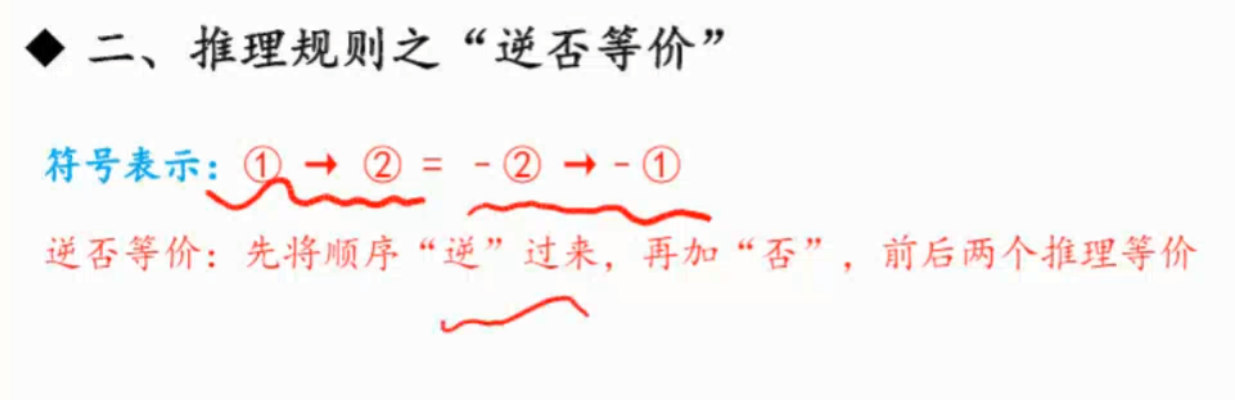 ◆ 二、推理规则之“逆否等价”
符号表示：① → ② = -② → -①
逆否等价：先将顺序“逆”过来，再加“否”，前后两个推理等价